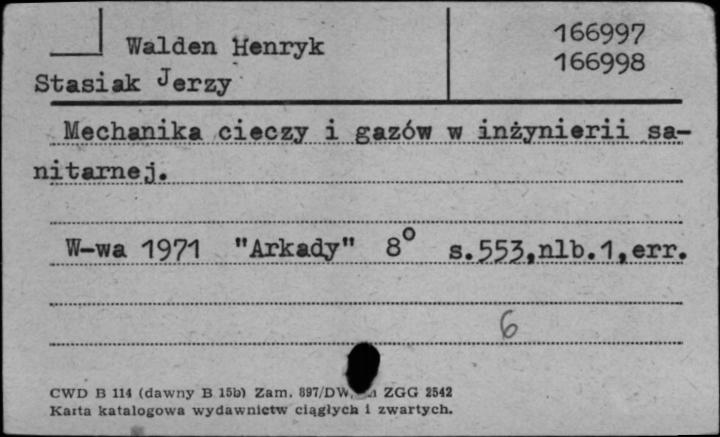 Walden Henryk
166997
Stasiak Jerzy
166998
Mechanika cieczy i gazów w inżynierii sa-
nitarnej.
W-wa 1971 "Arkady" 8° s.553,nlb.1,err.
6
CWD B 114 (dawny B 15b) Zam. 897/DW ZGG 2542
Karta katalogowa wydawnictw ciągłych i zwartych.